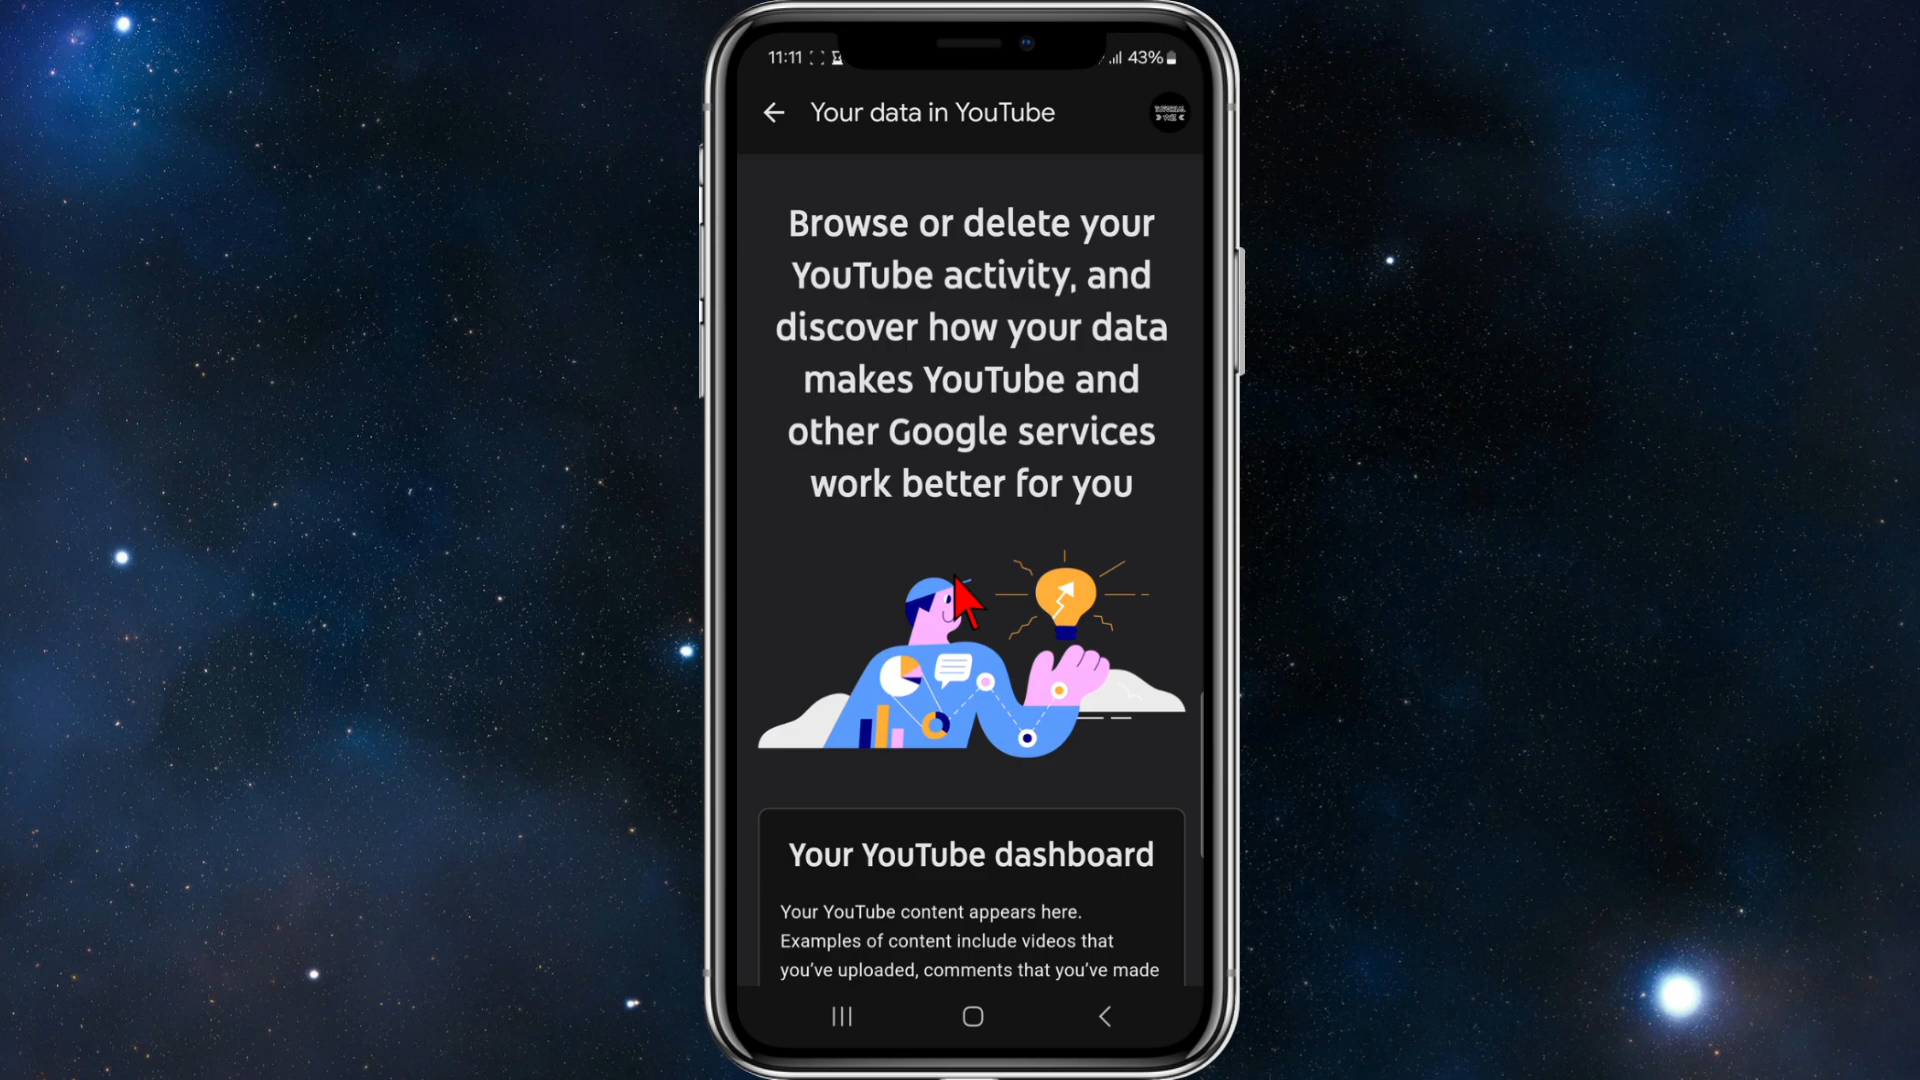 11:11
43%
Your data in YouTube
Browse or delete your
YouTube activity, and
discover how your data
makes YouTube and
other Google services
work better for you
Your YouTube dashboard
Your YouTube content appears here.
Examples of content include videos that
you’ve uploaded, comments that you’ve made